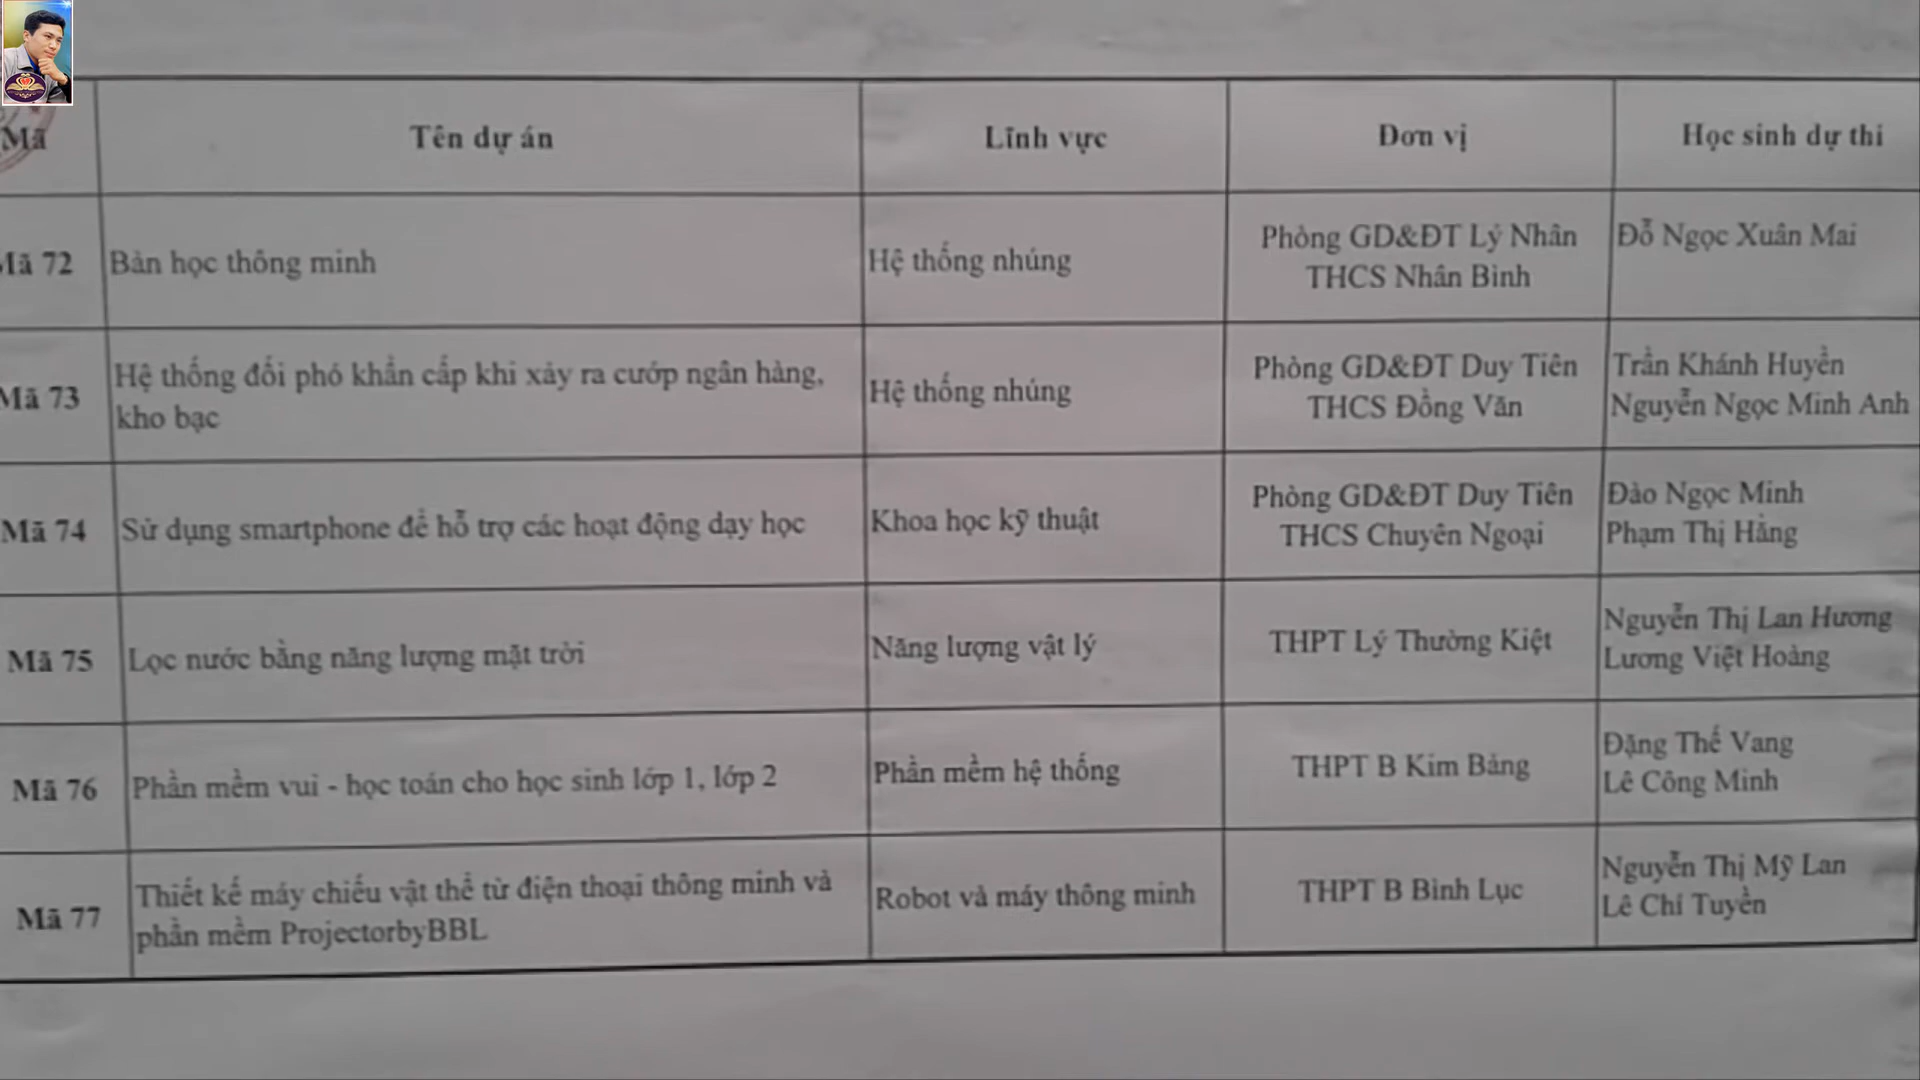 Mã Tên dự án Lĩnh vực Đơn vị Học sinh dự thi
Mã 72 Bàn học thông minh Hệ thống nhúng Phòng GD&ĐT Lý Nhân Đỗ Ngọc Xuân Mai
THCS Nhân Bình
Mã 73 Hệ thống đối phó khẩn cấp khi xảy ra cướp ngân hàng, Hệ thống nhúng Phòng GD&ĐT Duy Tiên Trần Khánh Huyền
kho bạc THCS Đồng Văn Nguyễn Ngọc Minh Anh
Mã 74 Sử dụng smartphone để hỗ trợ các hoạt động dạy học Khoa học kỹ thuật Phòng GD&ĐT Duy Tiên Đào Ngọc Minh
THCS Chuyên Ngoại Phạm Thị Hằng
Mã 75 Lọc nước bằng năng lượng mặt trời Năng lượng vật lý THPT Lý Thường Kiệt Nguyễn Thị Lan Hương
Lương Việt Hoàng
Mã 76 Phần mềm vui - học toán cho học sinh lớp 1, lớp 2 Phần mềm hệ thống THPT B Kim Bảng Đặng Thế Vang
Lê Công Minh
Mã 77 Thiết kế máy chiếu vật thể từ điện thoại thông minh và Robot và máy thông minh THPT B Bình Lục Nguyễn Thị Mỹ Lan
phần mềm ProjectorbyBBL Lê Chí Tuyền